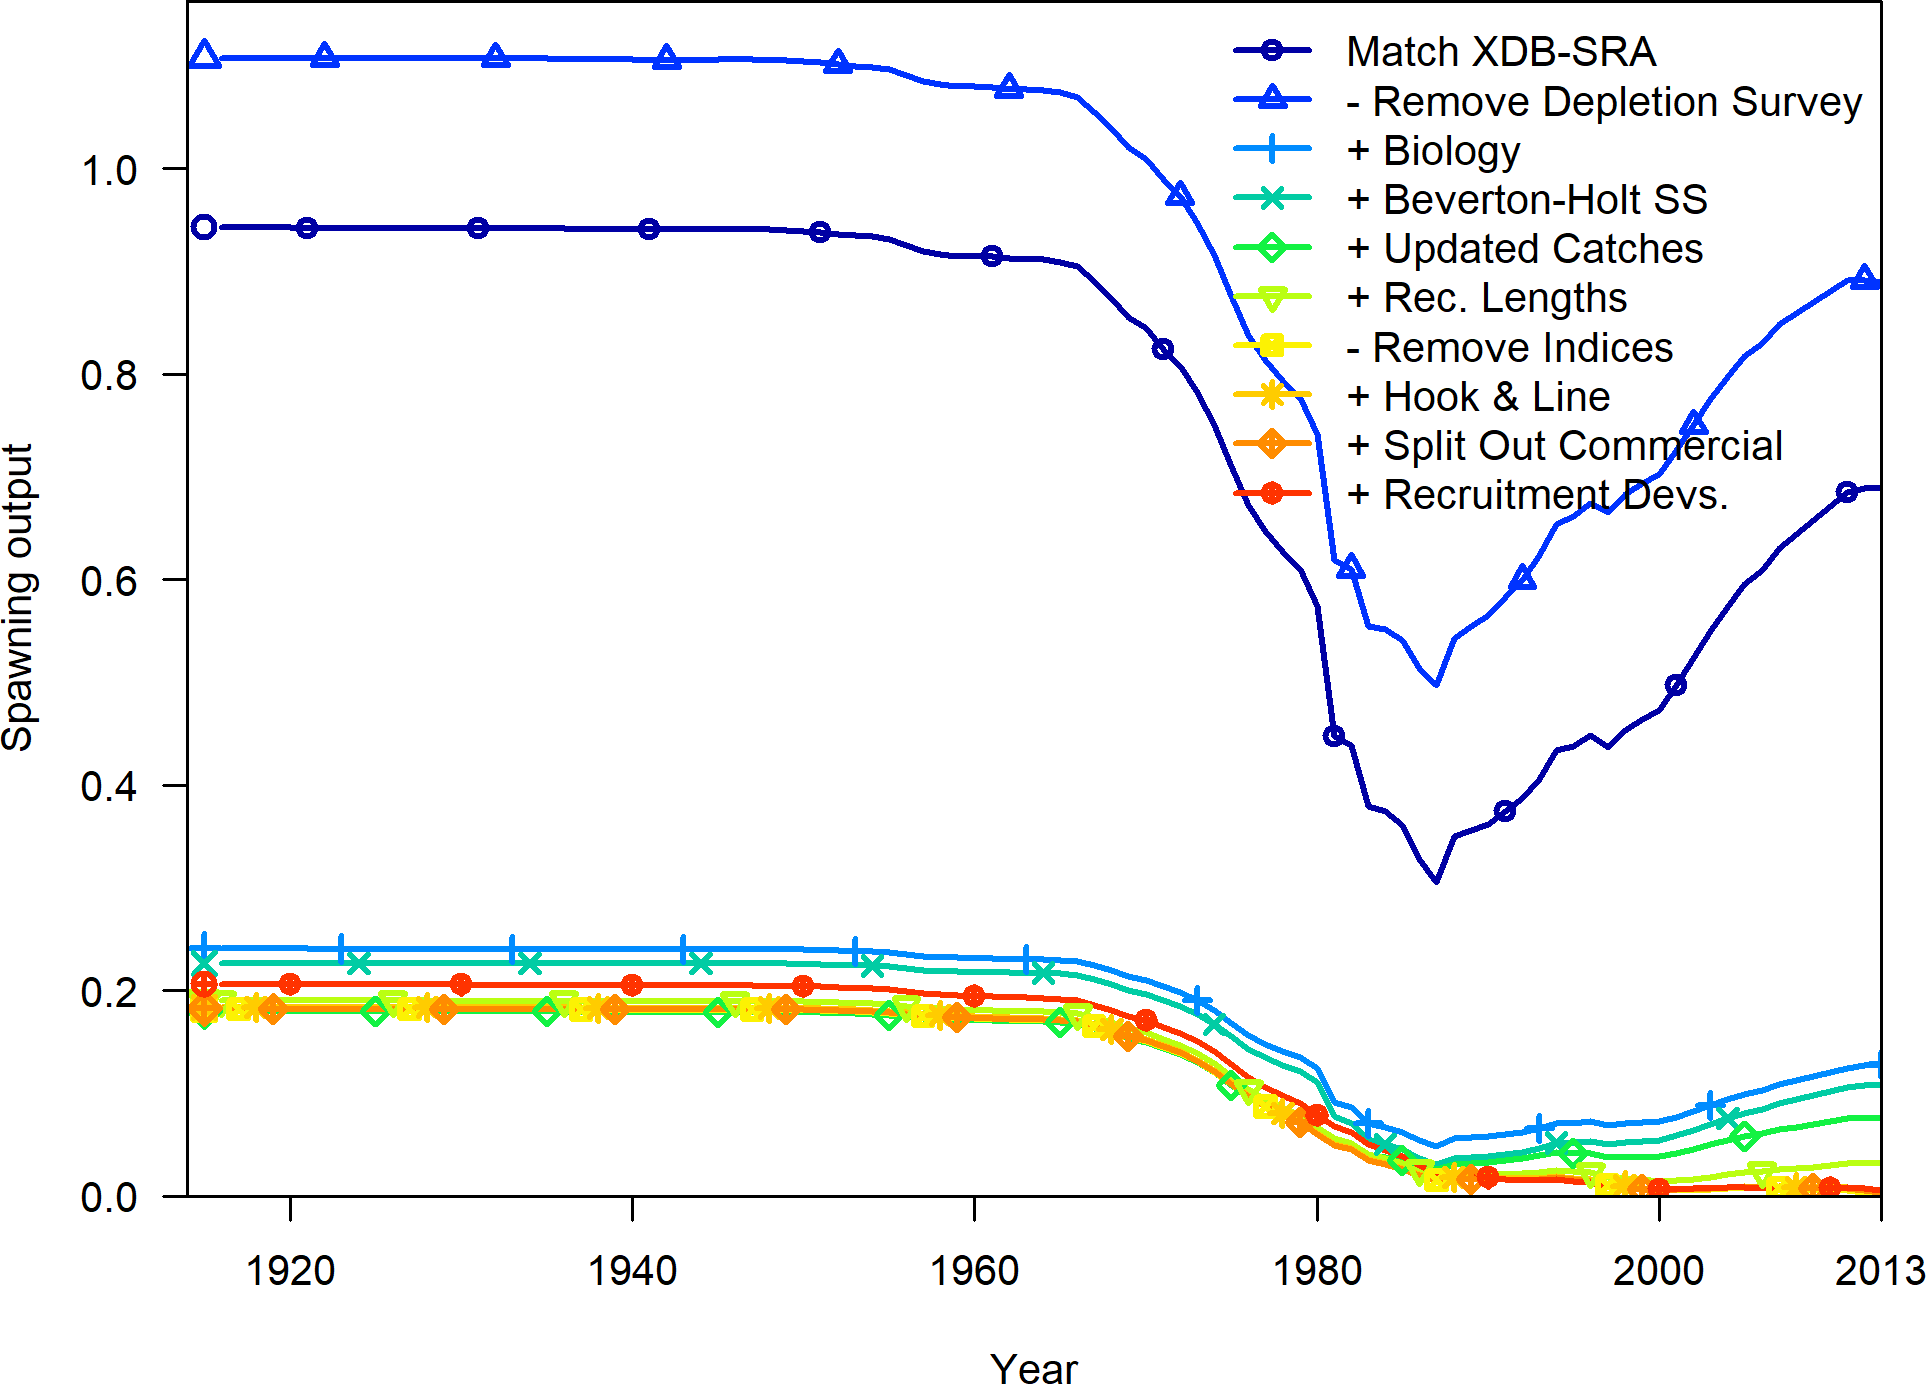 Match XDB-SRA
- Remove Depletion Survey
+ Biology
+ Beverton-Holt SS
+ Updated Catches
+ Rec. Lengths
- Remove Indices
+ Hook & Line
+ Split Out Commercial
+ Recruitment Devs.
Spawning output
1.0
0.8
0.6
0.4
0.2
0.0
1920 1940 1960 1980 2000 2013
Year